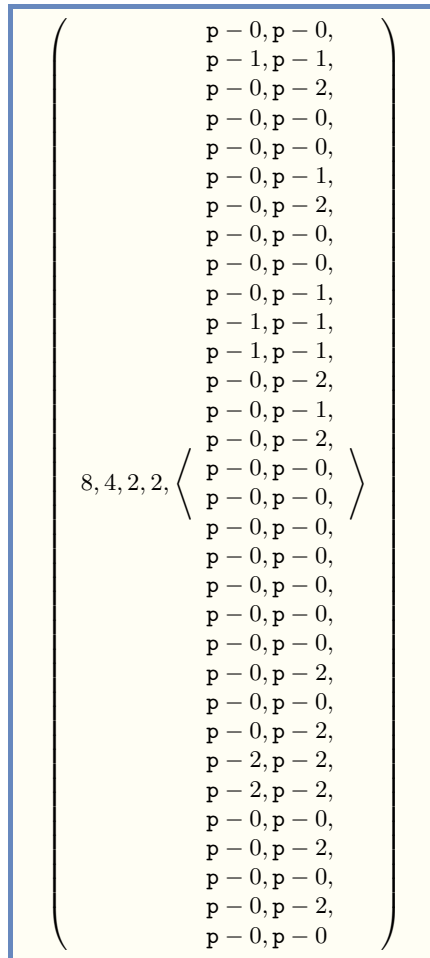 p − 0, p − 0,
p − 1, p − 1,
p − 0, p − 2,
p − 0, p − 0,
p − 0, p − 0,
p − 0, p − 1,
p − 0, p − 2,
p − 0, p − 0,
p − 0, p − 0,
p − 0, p − 1,
p − 1, p − 1,
p − 1, p − 1,
p − 0, p − 2,
p − 0, p − 1,
p − 0, p − 2,
8, 4, 2, 2, ⟨ p − 0, p − 0, ⟩
p − 0, p − 0,
p − 0, p − 0,
p − 0, p − 0,
p − 0, p − 0,
p − 0, p − 0,
p − 0, p − 0,
p − 0, p − 2,
p − 0, p − 0,
p − 0, p − 2,
p − 2, p − 2,
p − 2, p − 2,
p − 0, p − 0,
p − 0, p − 2,
p − 0, p − 0,
p − 0, p − 2,
p − 0, p − 0